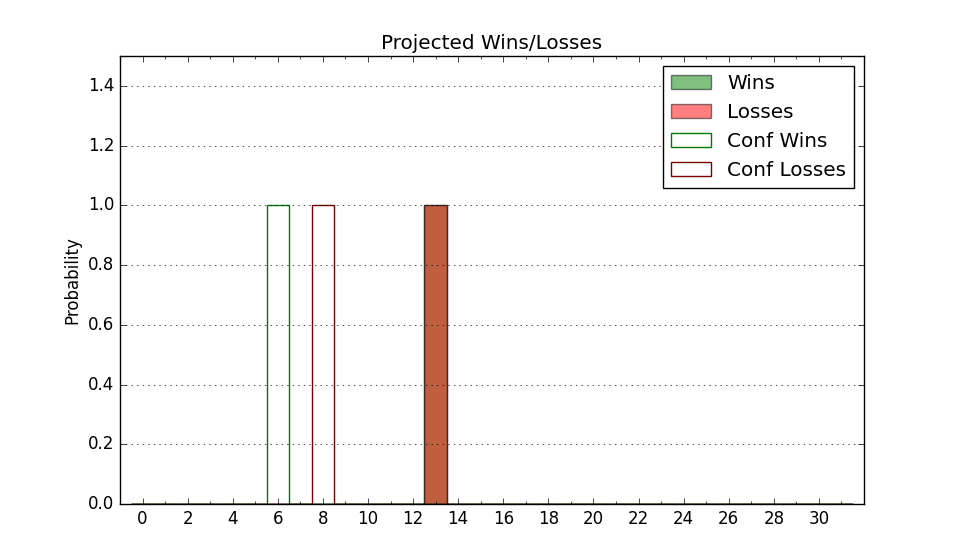 Projected Wins/Losses
Wins
Losses
Conf Wins
Conf Losses
Probability
1.4
1.2
1.0
0.8
0.6
0.4
0.2
0.0
0 2 4 6 8 10 12 14 16 18 20 22 24 26 28 30